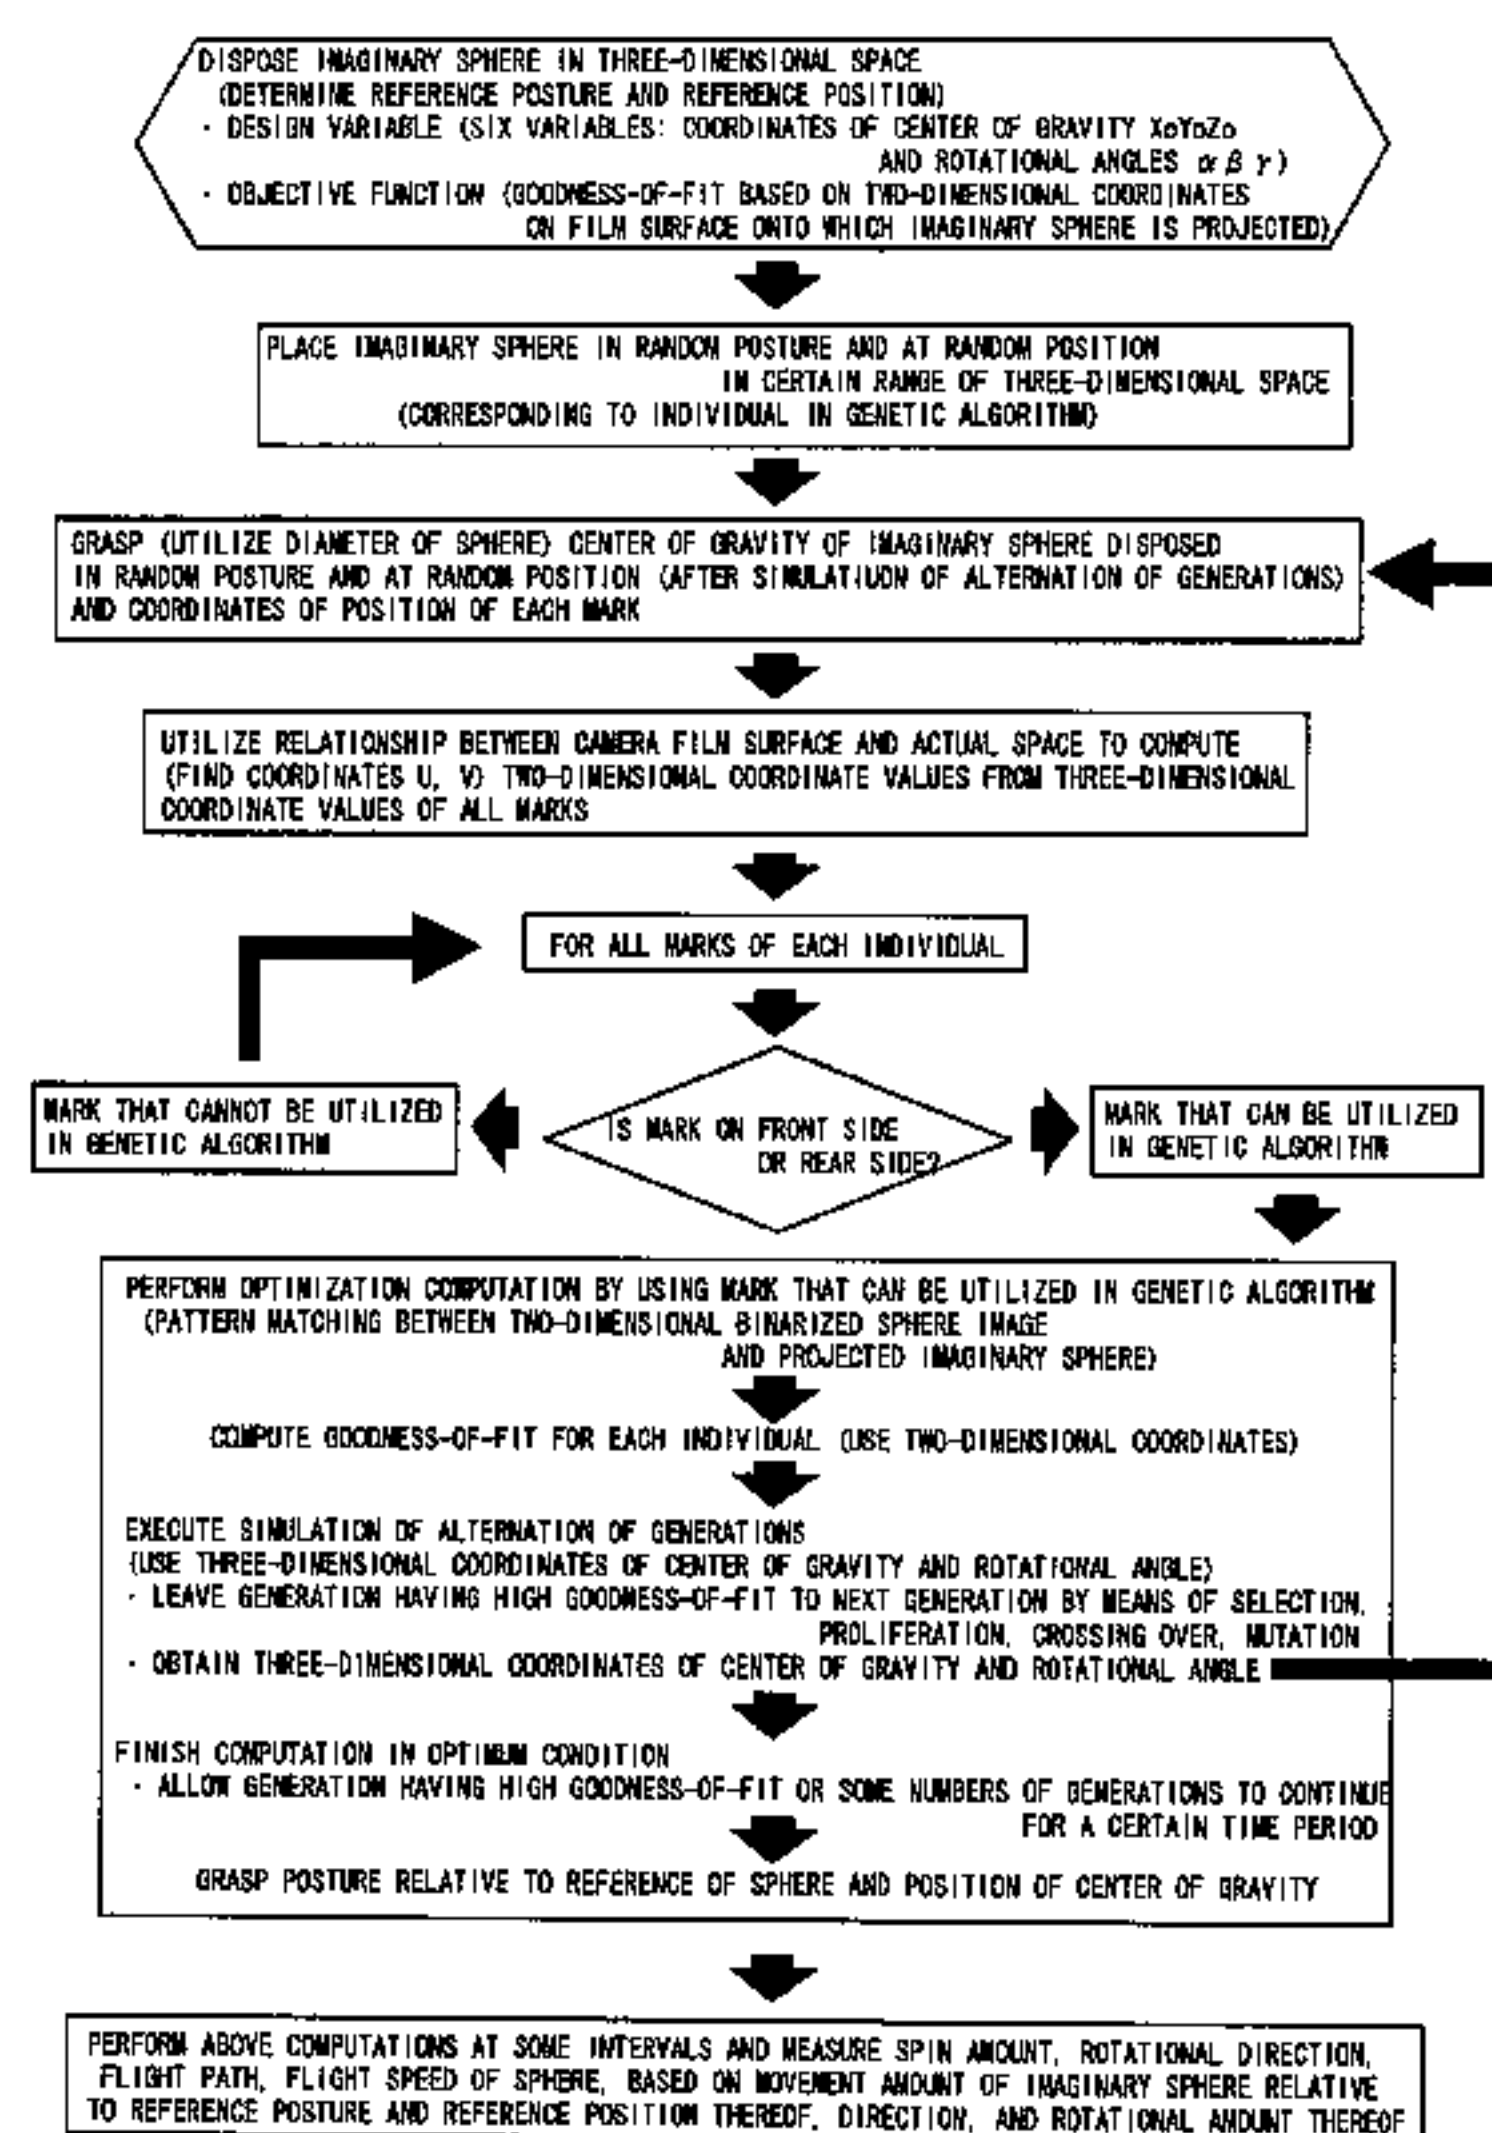 DISPOSE IMAGINARY SPHERE IN THREE-DIMENSIONAL SPACE
(DETERMINE REFERENCE POSTURE AND REFERENCE POSITION)
· DESIGN VARIABLE (SIX VARIABLES: COORDINATES OF CENTER OF GRAVITY XoYoZo
AND ROTATIONAL ANGLES α β γ)
· OBJECTIVE FUNCTION (GOODNESS-OF-FIT BASED ON TWO-DIMENSIONAL COORDINATES
ON FILM SURFACE ONTO WHICH IMAGINARY SPHERE IS PROJECTED)
PLACE IMAGINARY SPHERE IN RANDOM POSTURE AND AT RANDOM POSITION
IN CERTAIN RANGE OF THREE-DIMENSIONAL SPACE
(CORRESPONDING TO INDIVIDUAL IN GENETIC ALGORITHM)
GRASP (UTILIZE DIAMETER OF SPHERE) CENTER OF GRAVITY OF IMAGINARY SPHERE DISPOSED
IN RANDOM POSTURE AND AT RANDOM POSITION (AFTER SIMULATIUON OF ALTERNATION OF GENERATIONS)
AND COORDINATES OF POSITION OF EACH MARK
UTILIZE RELATIONSHIP BETWEEN CAMERA FILM SURFACE AND ACTUAL SPACE TO COMPUTE
(FIND COORDINATES U, V) TWO-DIMENSIONAL COORDINATE VALUES FROM THREE-DIMENSIONAL
COORDINATE VALUES OF ALL MARKS
FOR ALL MARKS OF EACH INDIVIDUAL
MARK THAT CANNOT BE UTILIZED
IN GENETIC ALGORITHM
IS MARK ON FRONT SIDE
OR REAR SIDE?
MARK THAT CAN BE UTILIZED
IN GENETIC ALGORITHM
PERFORM OPTIMIZATION COMPUTATION BY USING MARK THAT CAN BE UTILIZED IN GENETIC ALGORITHM
(PATTERN MATCHING BETWEEN TWO-DIMENSIONAL BINARIZED SPHERE IMAGE
AND PROJECTED IMAGINARY SPHERE)
COMPUTE GOODNESS-OF-FIT FOR EACH INDIVIDUAL (USE TWO-DIMENSIONAL COORDINATES)
EXECUTE SIMULATION OF ALTERNATION OF GENERATIONS
(USE THREE-DIMENSIONAL COORDINATES OF CENTER OF GRAVITY AND ROTATIONAL ANGLE)
· LEAVE GENERATION HAVING HIGH GOODNESS-OF-FIT TO NEXT GENERATION BY MEANS OF SELECTION,
PROLIFERATION, CROSSING OVER, MUTATION
· OBTAIN THREE-DIMENSIONAL COORDINATES OF CENTER OF GRAVITY AND ROTATIONAL ANGLE
FINISH COMPUTATION IN OPTIMUM CONDITION
· ALLOW GENERATION HAVING HIGH GOODNESS-OF-FIT OR SOME NUMBERS OF GENERATIONS TO CONTINUE
FOR A CERTAIN TIME PERIOD
GRASP POSTURE RELATIVE TO REFERENCE OF SPHERE AND POSITION OF CENTER OF GRAVITY
PERFORM ABOVE COMPUTATIONS AT SOME INTERVALS AND MEASURE SPIN AMOUNT, ROTATIONAL DIRECTION,
FLIGHT PATH, FLIGHT SPEED OF SPHERE, BASED ON MOVEMENT AMOUNT OF IMAGINARY SPHERE RELATIVE
TO REFERENCE POSTURE AND REFERENCE POSITION THEREOF, DIRECTION, AND ROTATIONAL AMOUNT THEREOF